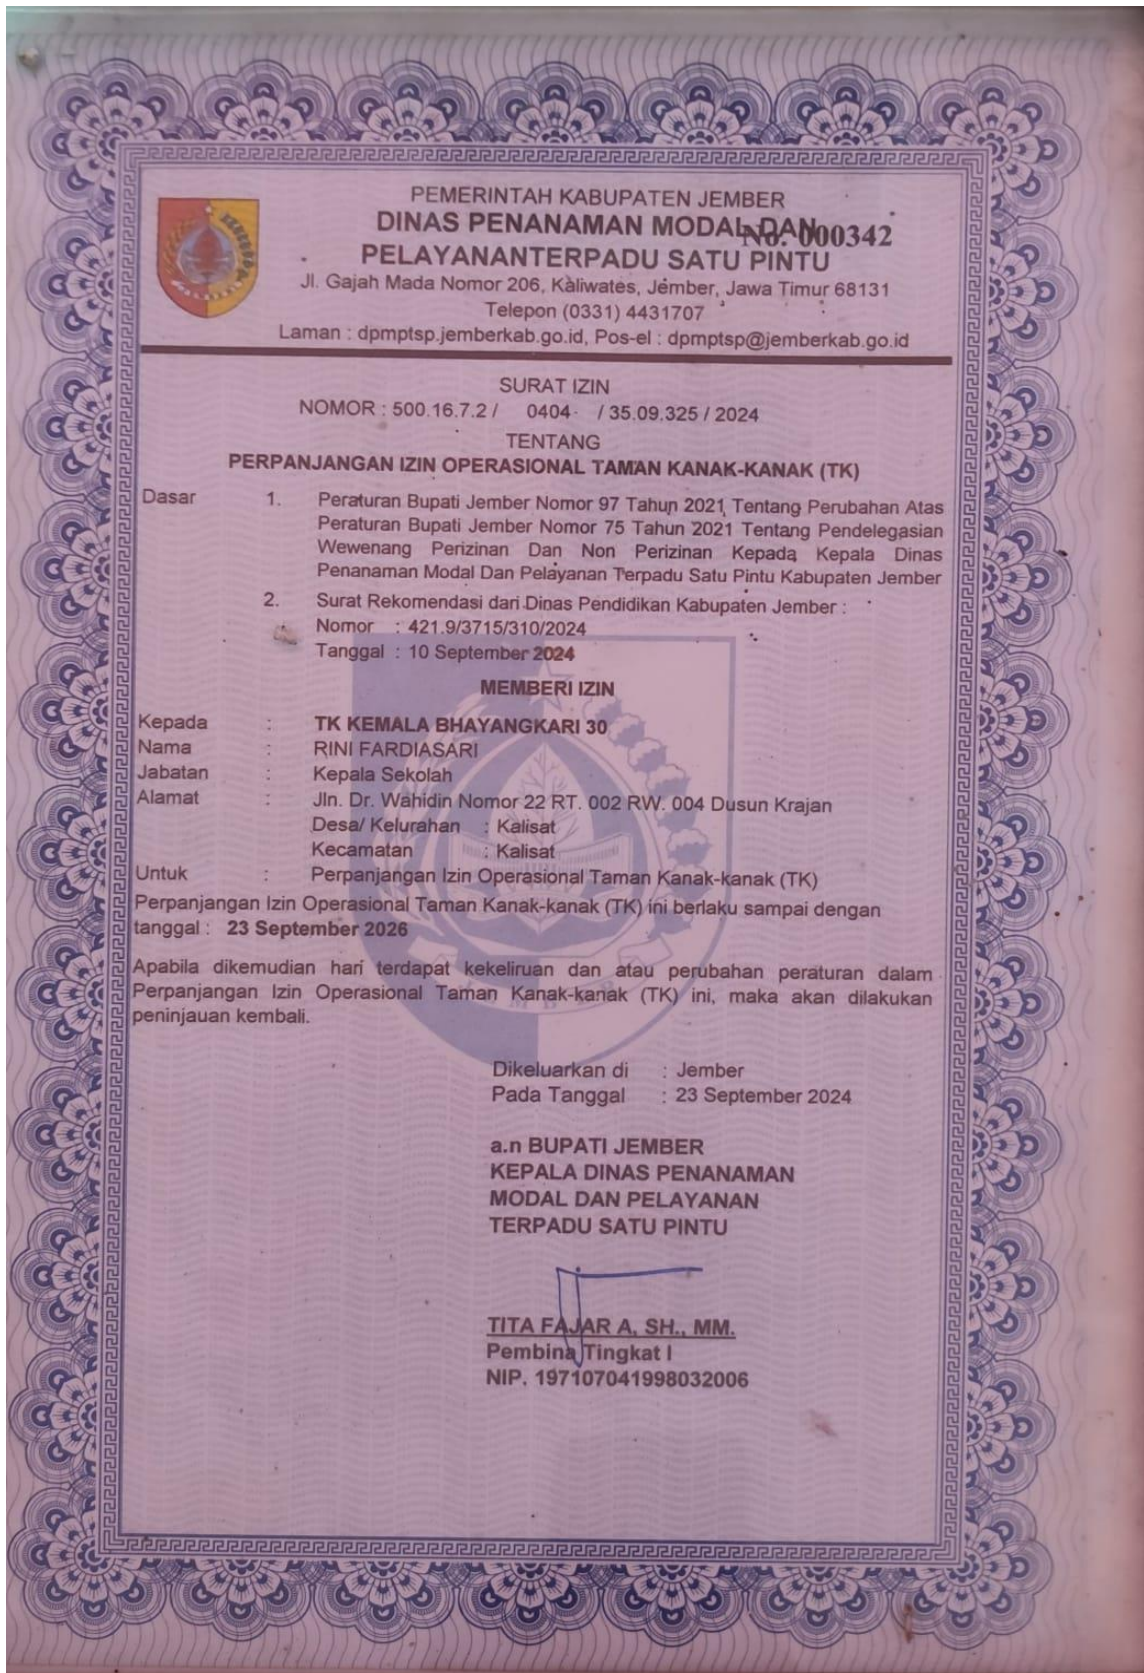 PEMERINTAH KABUPATEN JEMBER
DINAS PENANAMAN MODAL DAN
No. 000342
PELAYANANTERPADU SATU PINTU
Jl. Gajah Mada Nomor 206, Kaliwates, Jember, Jawa Timur 68131
Telepon (0331) 4431707
Laman : dpmptsp.jemberkab.go.id, Pos-el : dpmptsp@jemberkab.go.id
SURAT IZIN
NOMOR : 500.16.7.2 / 0404 / 35.09.325 / 2024
TENTANG
PERPANJANGAN IZIN OPERASIONAL TAMAN KANAK-KANAK (TK)
Dasar 1. Peraturan Bupati Jember Nomor 97 Tahun 2021 Tentang Perubahan Atas
Peraturan Bupati Jember Nomor 75 Tahun 2021 Tentang Pendelegasian
Wewenang Perizinan Dan Non Perizinan Kepada Kepala Dinas
Penanaman Modal Dan Pelayanan Terpadu Satu Pintu Kabupaten Jember
2. Surat Rekomendasi dari Dinas Pendidikan Kabupaten Jember :
Nomor : 421.9/3715/310/2024
Tanggal : 10 September 2024
MEMBERI IZIN
Kepada : TK KEMALA BHAYANGKARI 30
Nama : RINI FARDIASARI
Jabatan : Kepala Sekolah
Alamat : Jln. Dr. Wahidin Nomor 22 RT. 002 RW. 004 Dusun Krajan
Desa/ Kelurahan : Kalisat
Kecamatan : Kalisat
Untuk : Perpanjangan Izin Operasional Taman Kanak-kanak (TK)
Perpanjangan Izin Operasional Taman Kanak-kanak (TK) ini berlaku sampai dengan
tanggal : 23 September 2026
Apabila dikemudian hari terdapat kekeliruan dan atau perubahan peraturan dalam
Perpanjangan Izin Operasional Taman Kanak-kanak (TK) ini, maka akan dilakukan
peninjauan kembali.
Dikeluarkan di : Jember
Pada Tanggal : 23 September 2024
a.n BUPATI JEMBER
KEPALA DINAS PENANAMAN
MODAL DAN PELAYANAN
TERPADU SATU PINTU
TITA FAJAR A, SH., MM.
Pembina Tingkat I
NIP. 197107041998032006